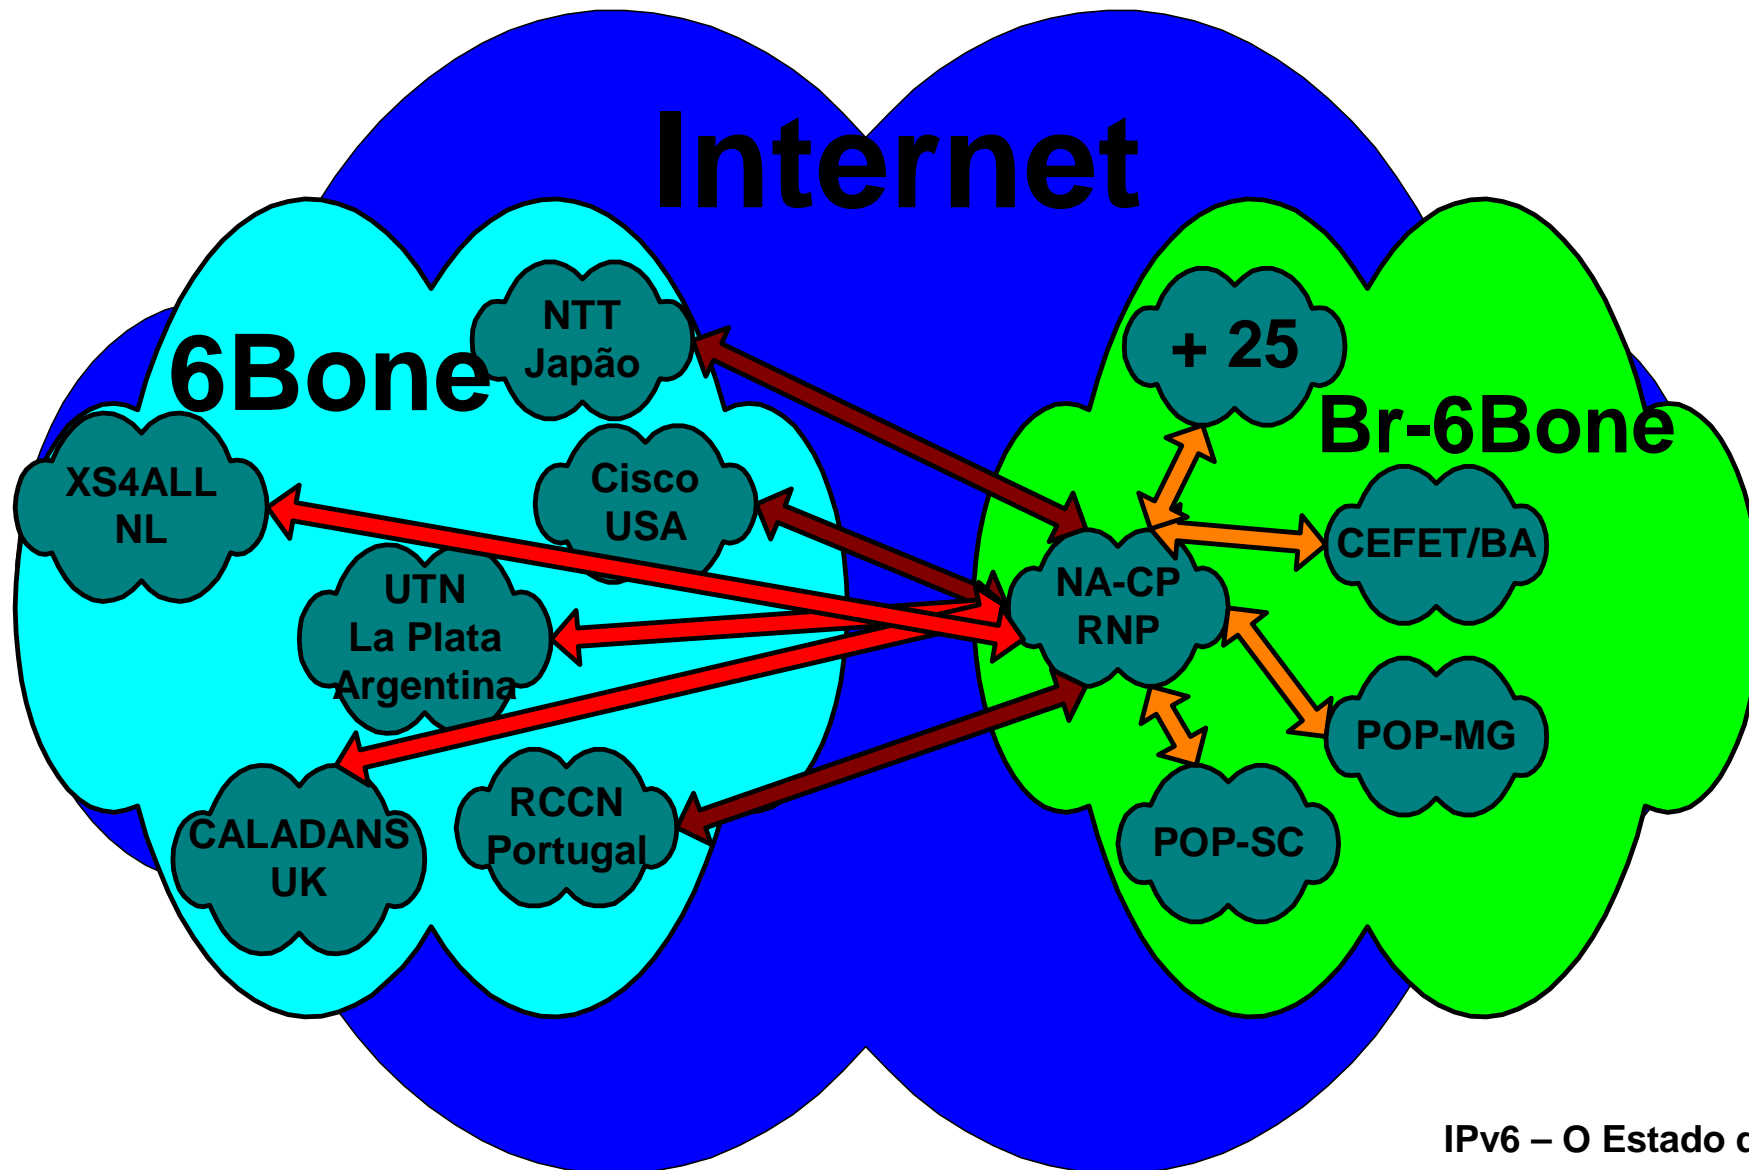 Internet
6Bone
NTT
Japão
Cisco
USA
XS4ALL
NL
UTN
La Plata
Argentina
CALADANS
UK
RCCN
Portugal
Br-6Bone
+ 25
CEFET/BA
NA-CP
RNP
POP-MG
POP-SC
IPv6 – O Estado